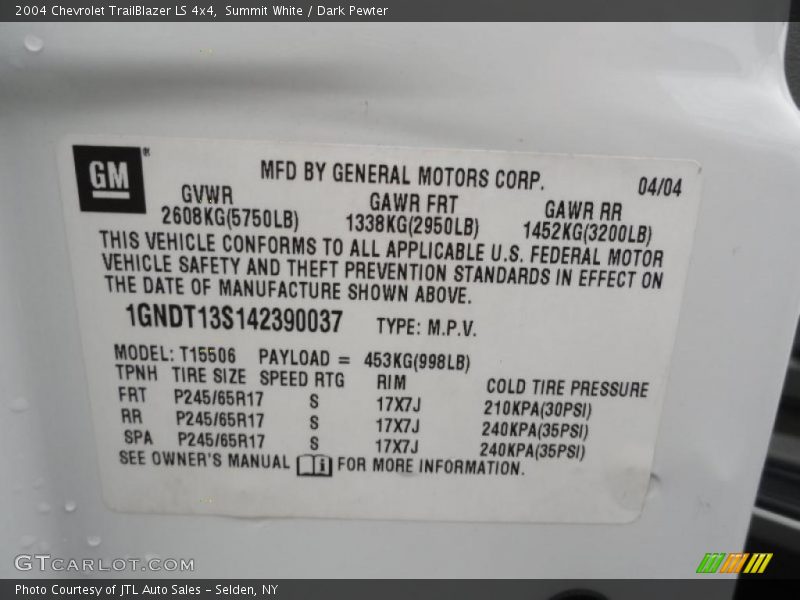 2004 Chevrolet TrailBlazer LS 4x4, Summit White / Dark Pewter
GM®
MFD BY GENERAL MOTORS CORP. 04/04
GVWR GAWR FRT GAWR RR
2608KG(5750LB) 1338KG(2950LB) 1452KG(3200LB)
THIS VEHICLE CONFORMS TO ALL APPLICABLE U.S. FEDERAL MOTOR
VEHICLE SAFETY AND THEFT PREVENTION STANDARDS IN EFFECT ON
THE DATE OF MANUFACTURE SHOWN ABOVE.
1GNDT13S142390037 TYPE: M.P.V.
MODEL: T15506 PAYLOAD = 453KG(998LB)
TPNH TIRE SIZE SPEED RTG RIM COLD TIRE PRESSURE
FRT P245/65R17 S 17X7J 210KPA(30PSI)
RR P245/65R17 S 17X7J 240KPA(35PSI)
SPA P245/65R17 S 17X7J 240KPA(35PSI)
SEE OWNER'S MANUAL FOR MORE INFORMATION.
GTcarlot.com
Photo Courtesy of JTL Auto Sales - Selden, NY